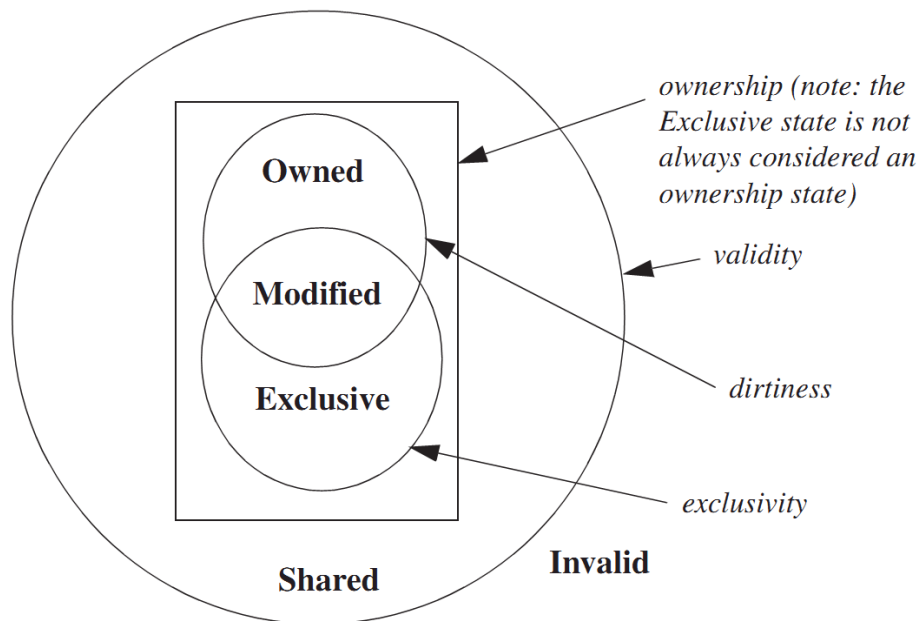 ownership (note: the
Exclusive state is not
always considered an
ownership state)
Owned
validity
Modified
dirtiness
Exclusive
exclusivity
Invalid
Shared